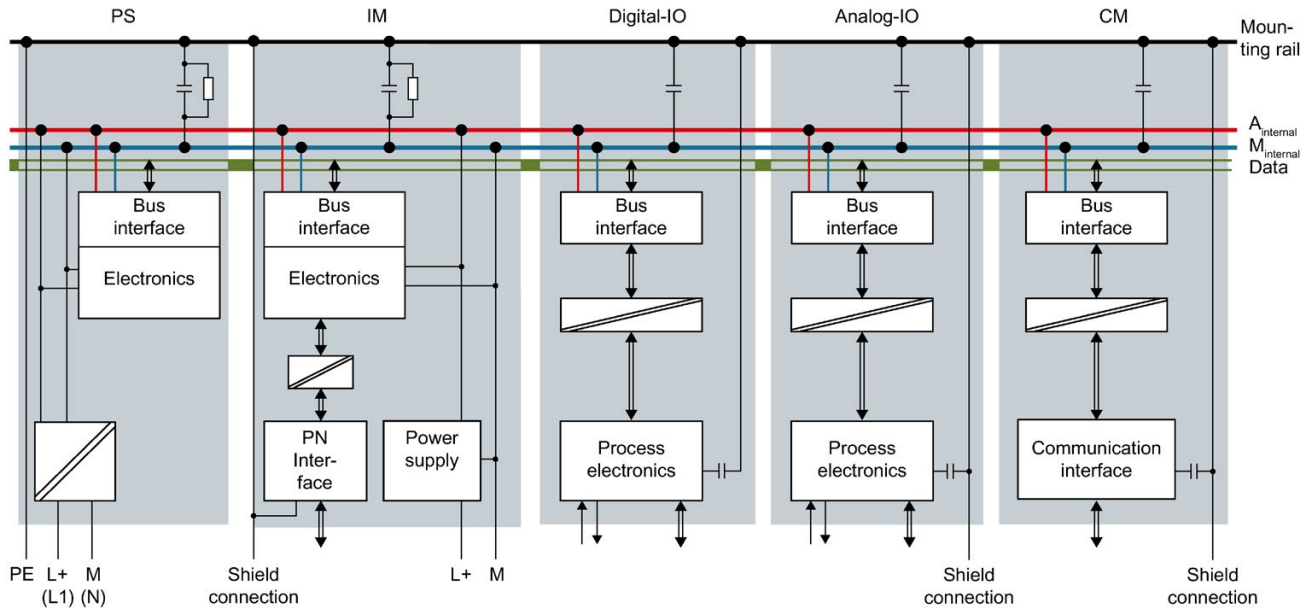 PS
IM
Digital-IO
Analog-IO
CM
Moun-
ting rail
A internal
M internal
Data
Bus
interface
Electronics
Bus
interface
Electronics
Bus
interface
Bus
interface
Bus
interface
PN
Inter-
face
Power
supply
Process
electronics
Process
electronics
Communication
interface
PE
L+
(L1)
M
(N)
Shield
connection
L+
M
Shield
connection
Shield
connection